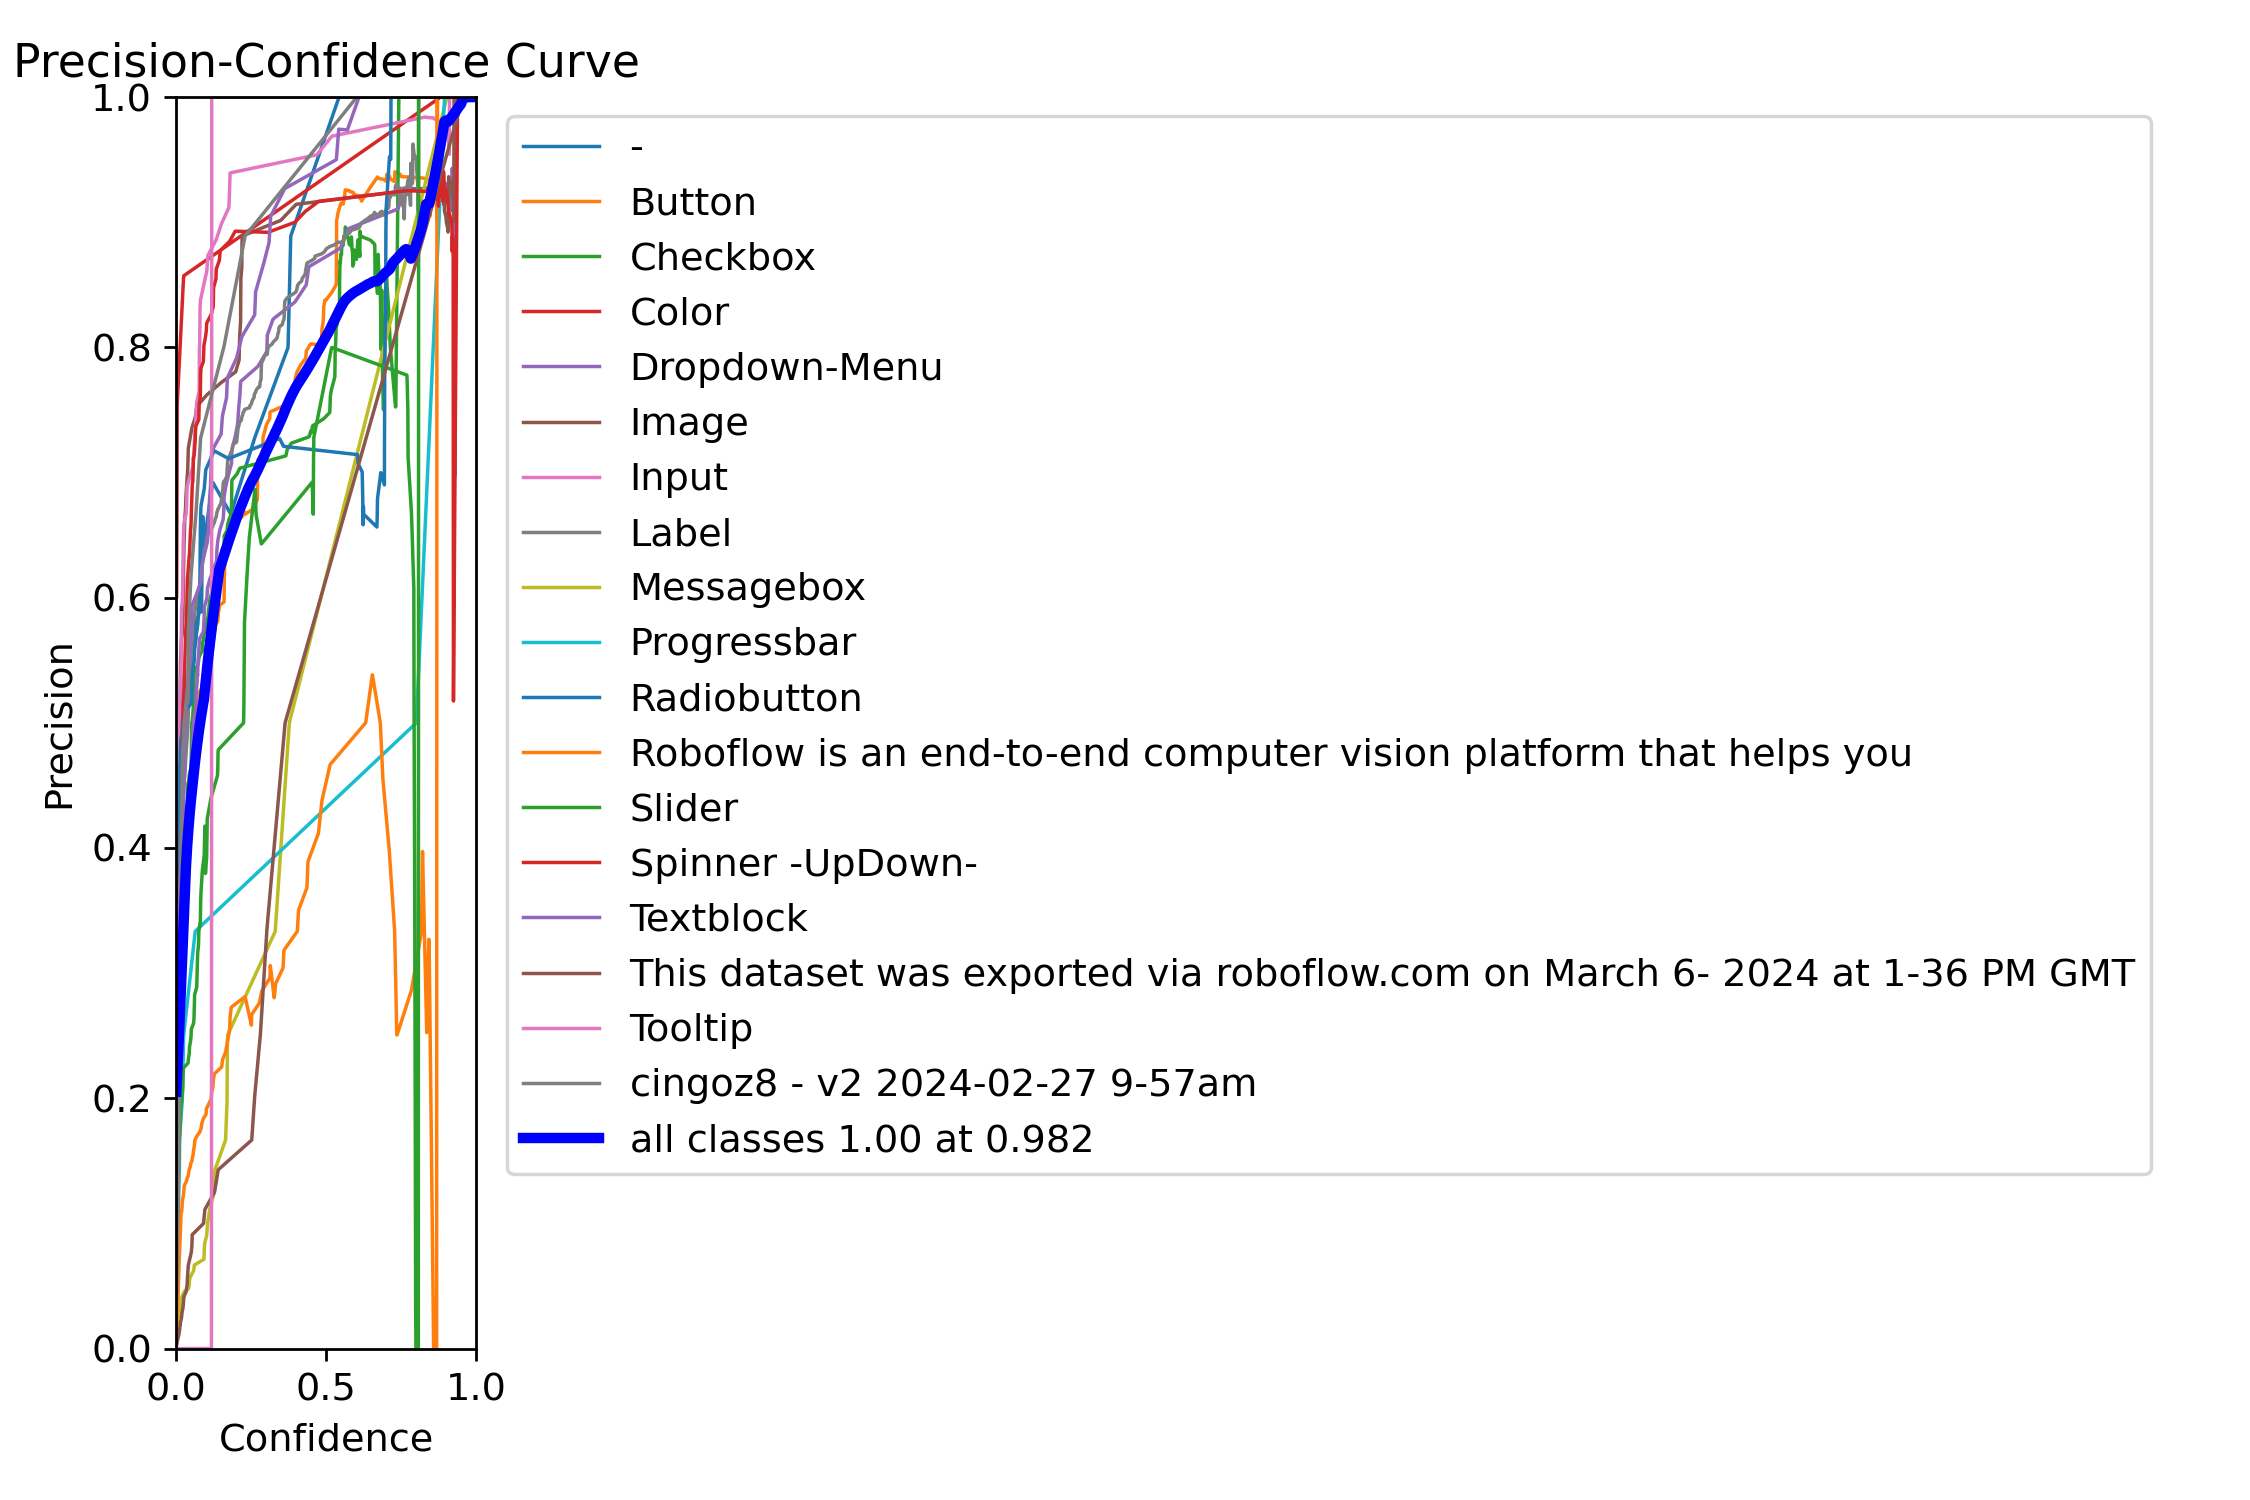 Precision-Confidence Curve
1.0
0.8
0.6
0.4
0.2
0.0
Precision
0.0 0.5 1.0
Confidence
-
Button
Checkbox
Color
Dropdown-Menu
Image
Input
Label
Messagebox
Progressbar
Radiobutton
Roboflow is an end-to-end computer vision platform that helps you
Slider
Spinner -UpDown-
Textblock
This dataset was exported via roboflow.com on March 6- 2024 at 1-36 PM GMT
Tooltip
cingoz8 - v2 2024-02-27 9-57am
all classes 1.00 at 0.982